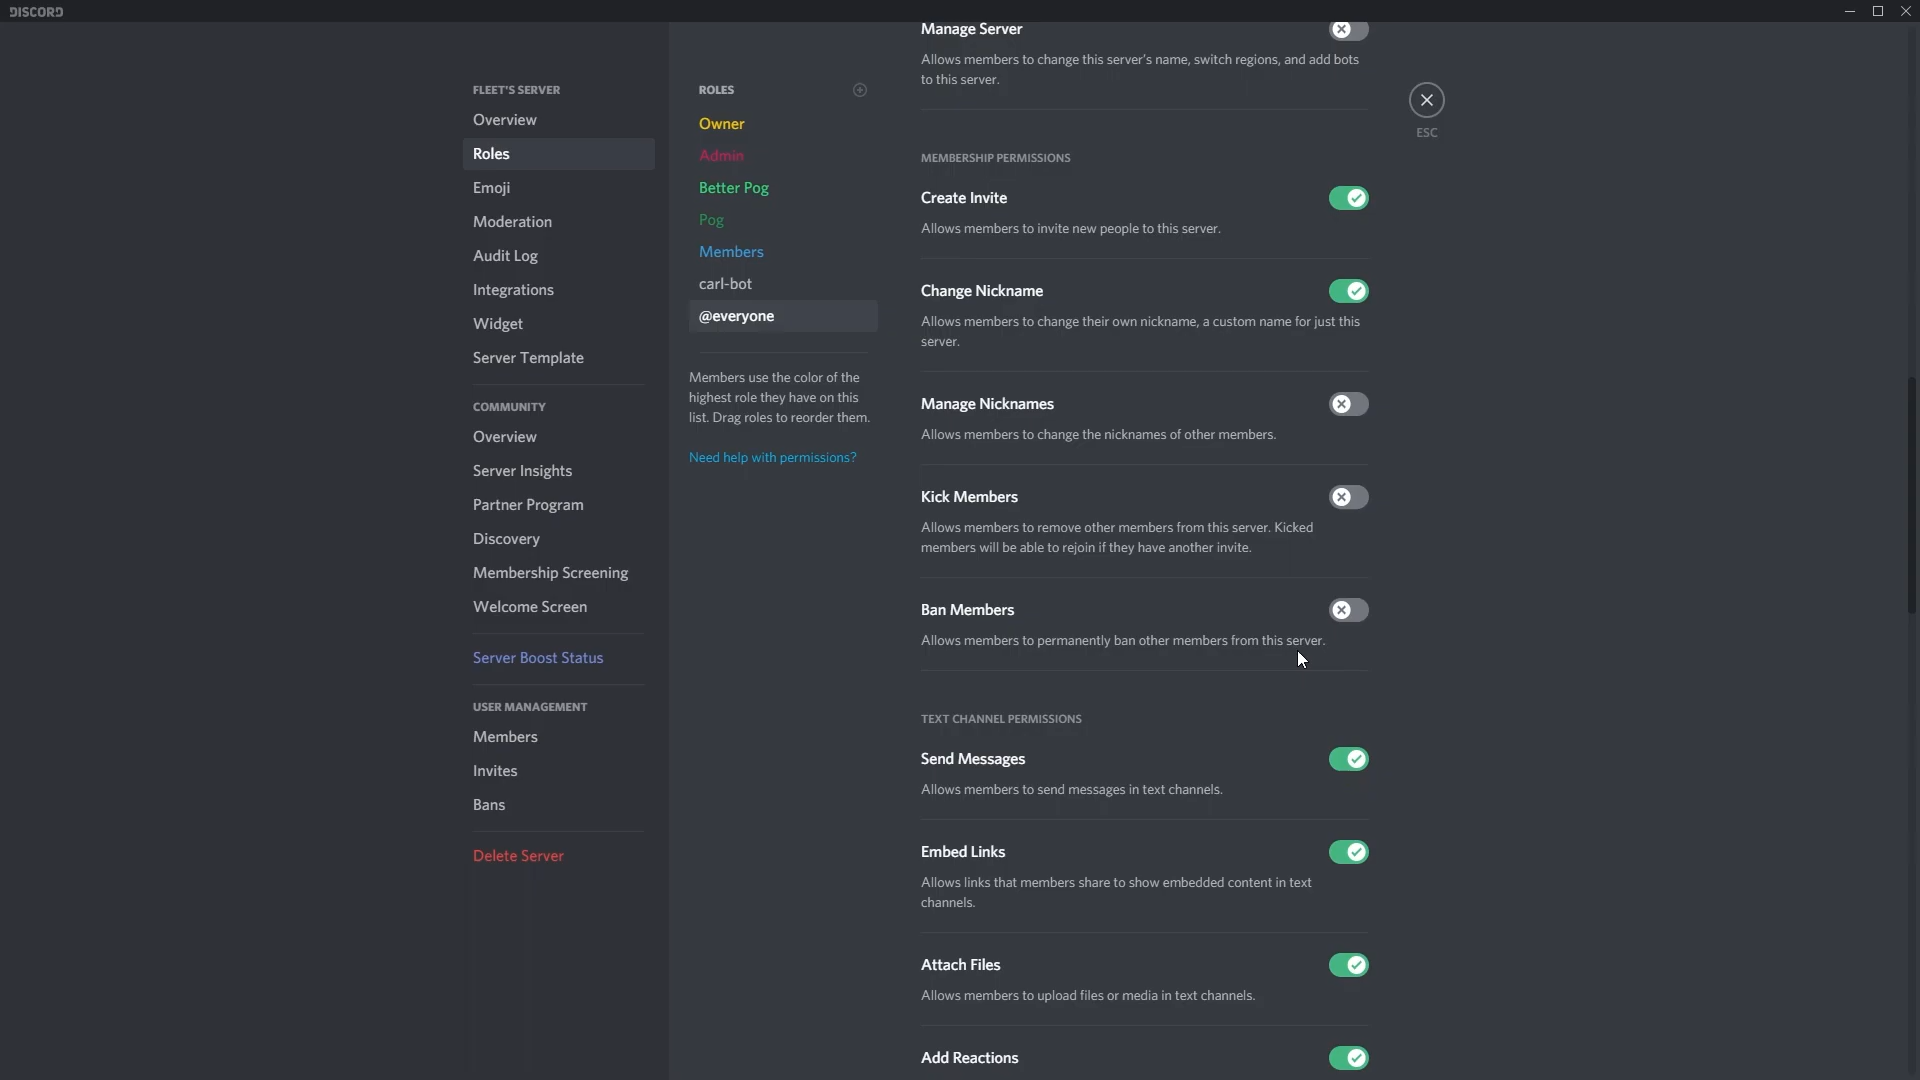 DISCORD
FLEET'S SERVER
Overview
Roles
Emoji
Moderation
Audit Log
Integrations
Widget
Server Template
COMMUNITY
Overview
Server Insights
Partner Program
Discovery
Membership Screening
Welcome Screen
Server Boost Status
USER MANAGEMENT
Members
Invites
Bans
Delete Server
ROLES
Owner
Admin
Better Pog
Pog
Members
carl-bot
@everyone
Members use the color of the
highest role they have on this
list. Drag roles to reorder them.
Need help with permissions?
Manage Server
Allows members to change this server's name, switch regions, and add bots
to this server.
MEMBERSHIP PERMISSIONS
Create Invite
Allows members to invite new people to this server.
Change Nickname
Allows members to change their own nickname, a custom name for just this
server.
Manage Nicknames
Allows members to change the nicknames of other members.
Kick Members
Allows members to remove other members from this server. Kicked
members will be able to rejoin if they have another invite.
Ban Members
Allows members to permanently ban other members from this server.
TEXT CHANNEL PERMISSIONS
Send Messages
Allows members to send messages in text channels.
Embed Links
Allows links that members share to show embedded content in text
channels.
Attach Files
Allows members to upload files or media in text channels.
Add Reactions
ESC